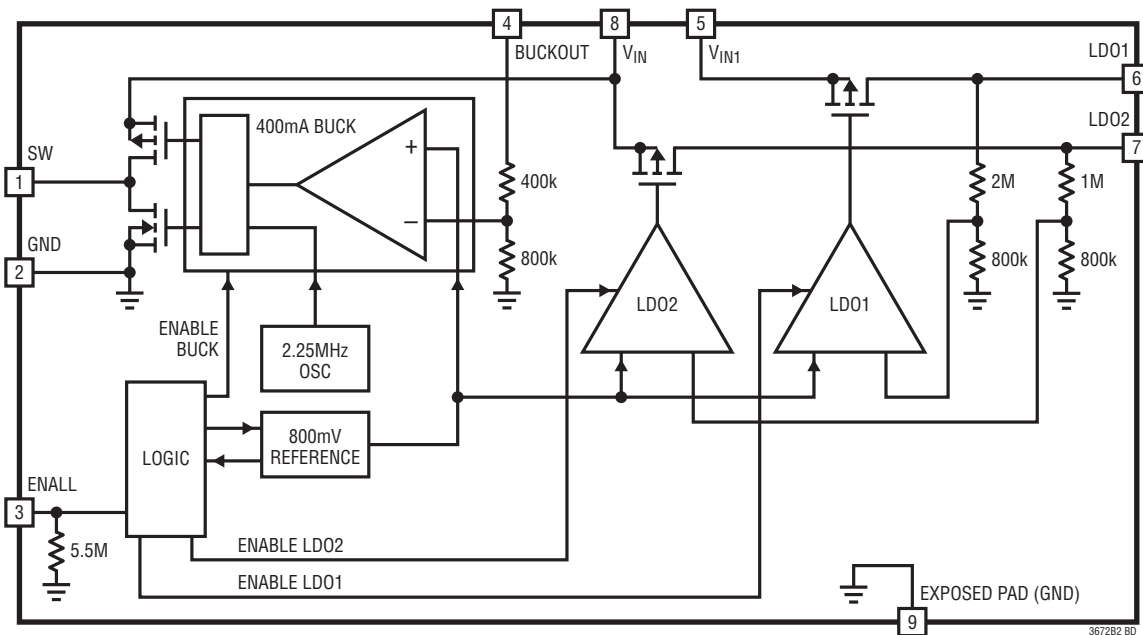 4
8
5
BUCKOUT
VIN
VIN1
LDO1
6
LDO2
7
400mA BUCK
SW
1
+
–
400k
800k
2M
1M
800k
800k
GND
2
LDO2
LDO1
ENABLE
BUCK
2.25MHz
OSC
LOGIC
800mV
REFERENCE
ENALL
3
5.5M
ENABLE LDO2
ENABLE LDO1
EXPOSED PAD (GND)
9
3672B2 BD